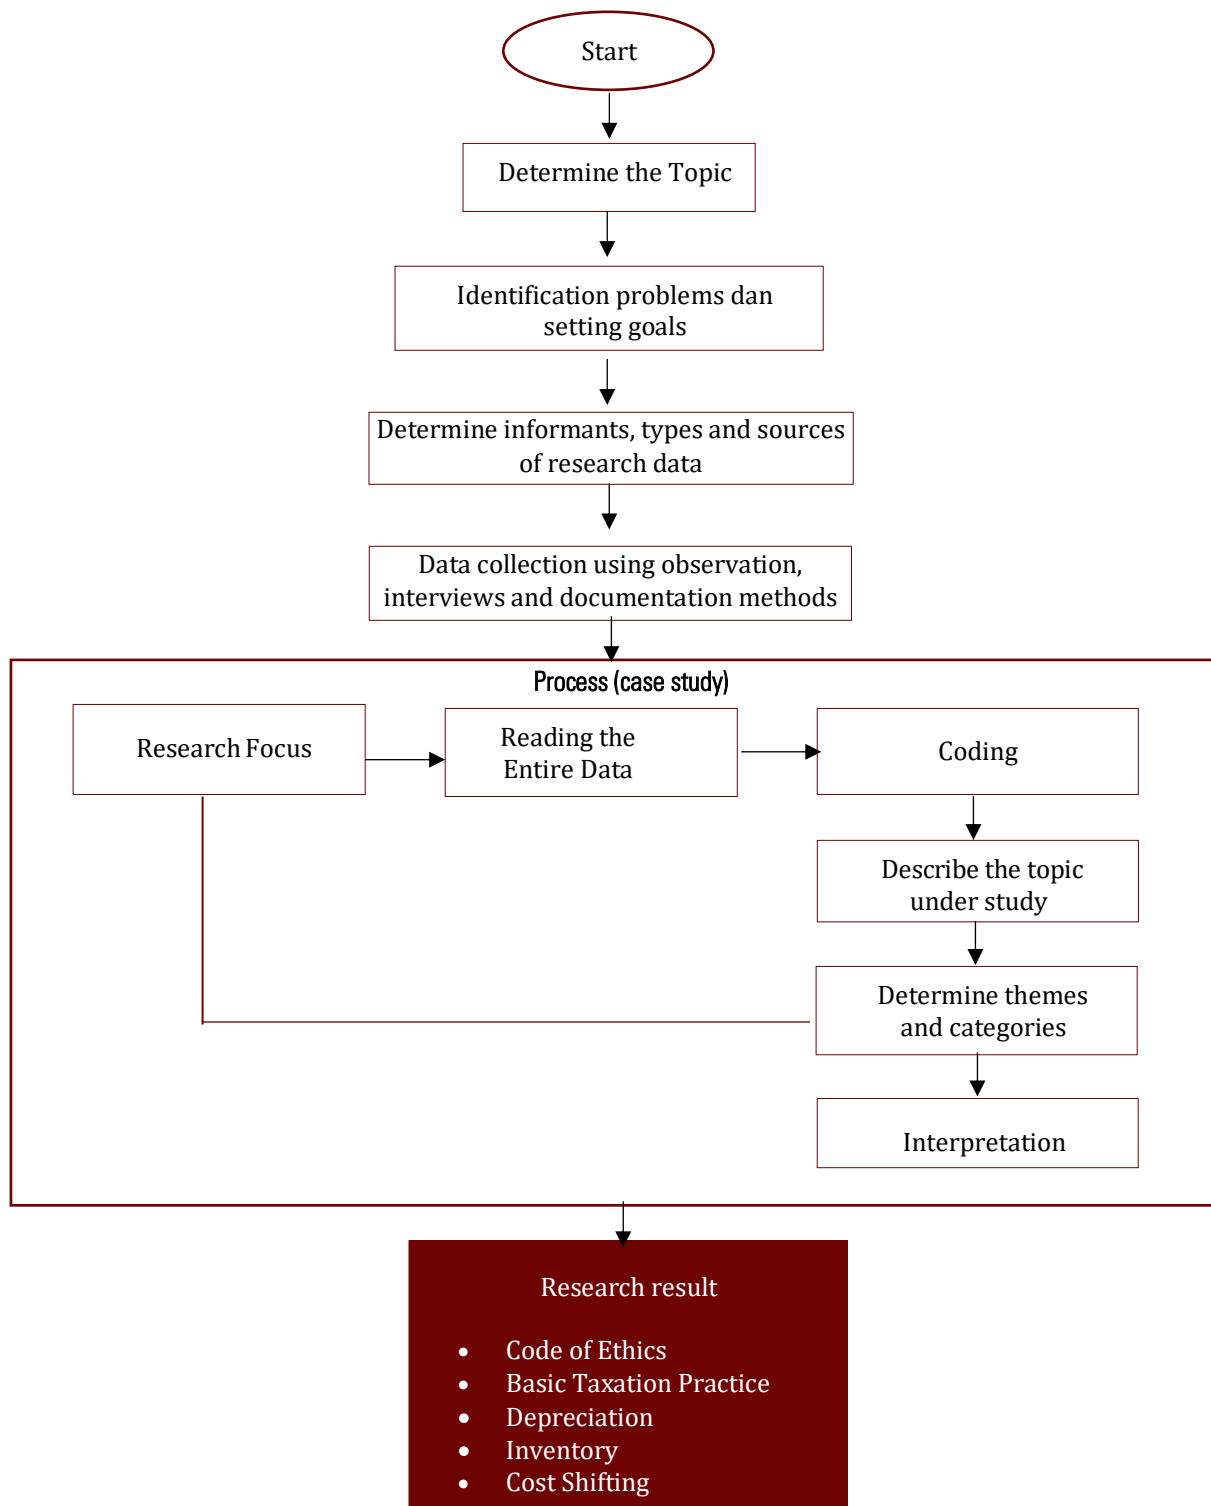 Start
Determine the Topic
Identification problems dan
setting goals
Determine informants, types and sources
of research data
Data collection using observation,
interviews and documentation methods
Process (case study)
Research Focus
Reading the
Entire Data
Coding
Describe the topic
under study
Determine themes
and categories
Interpretation
Research result
• Code of Ethics
• Basic Taxation Practice
• Depreciation
• Inventory
• Cost Shifting